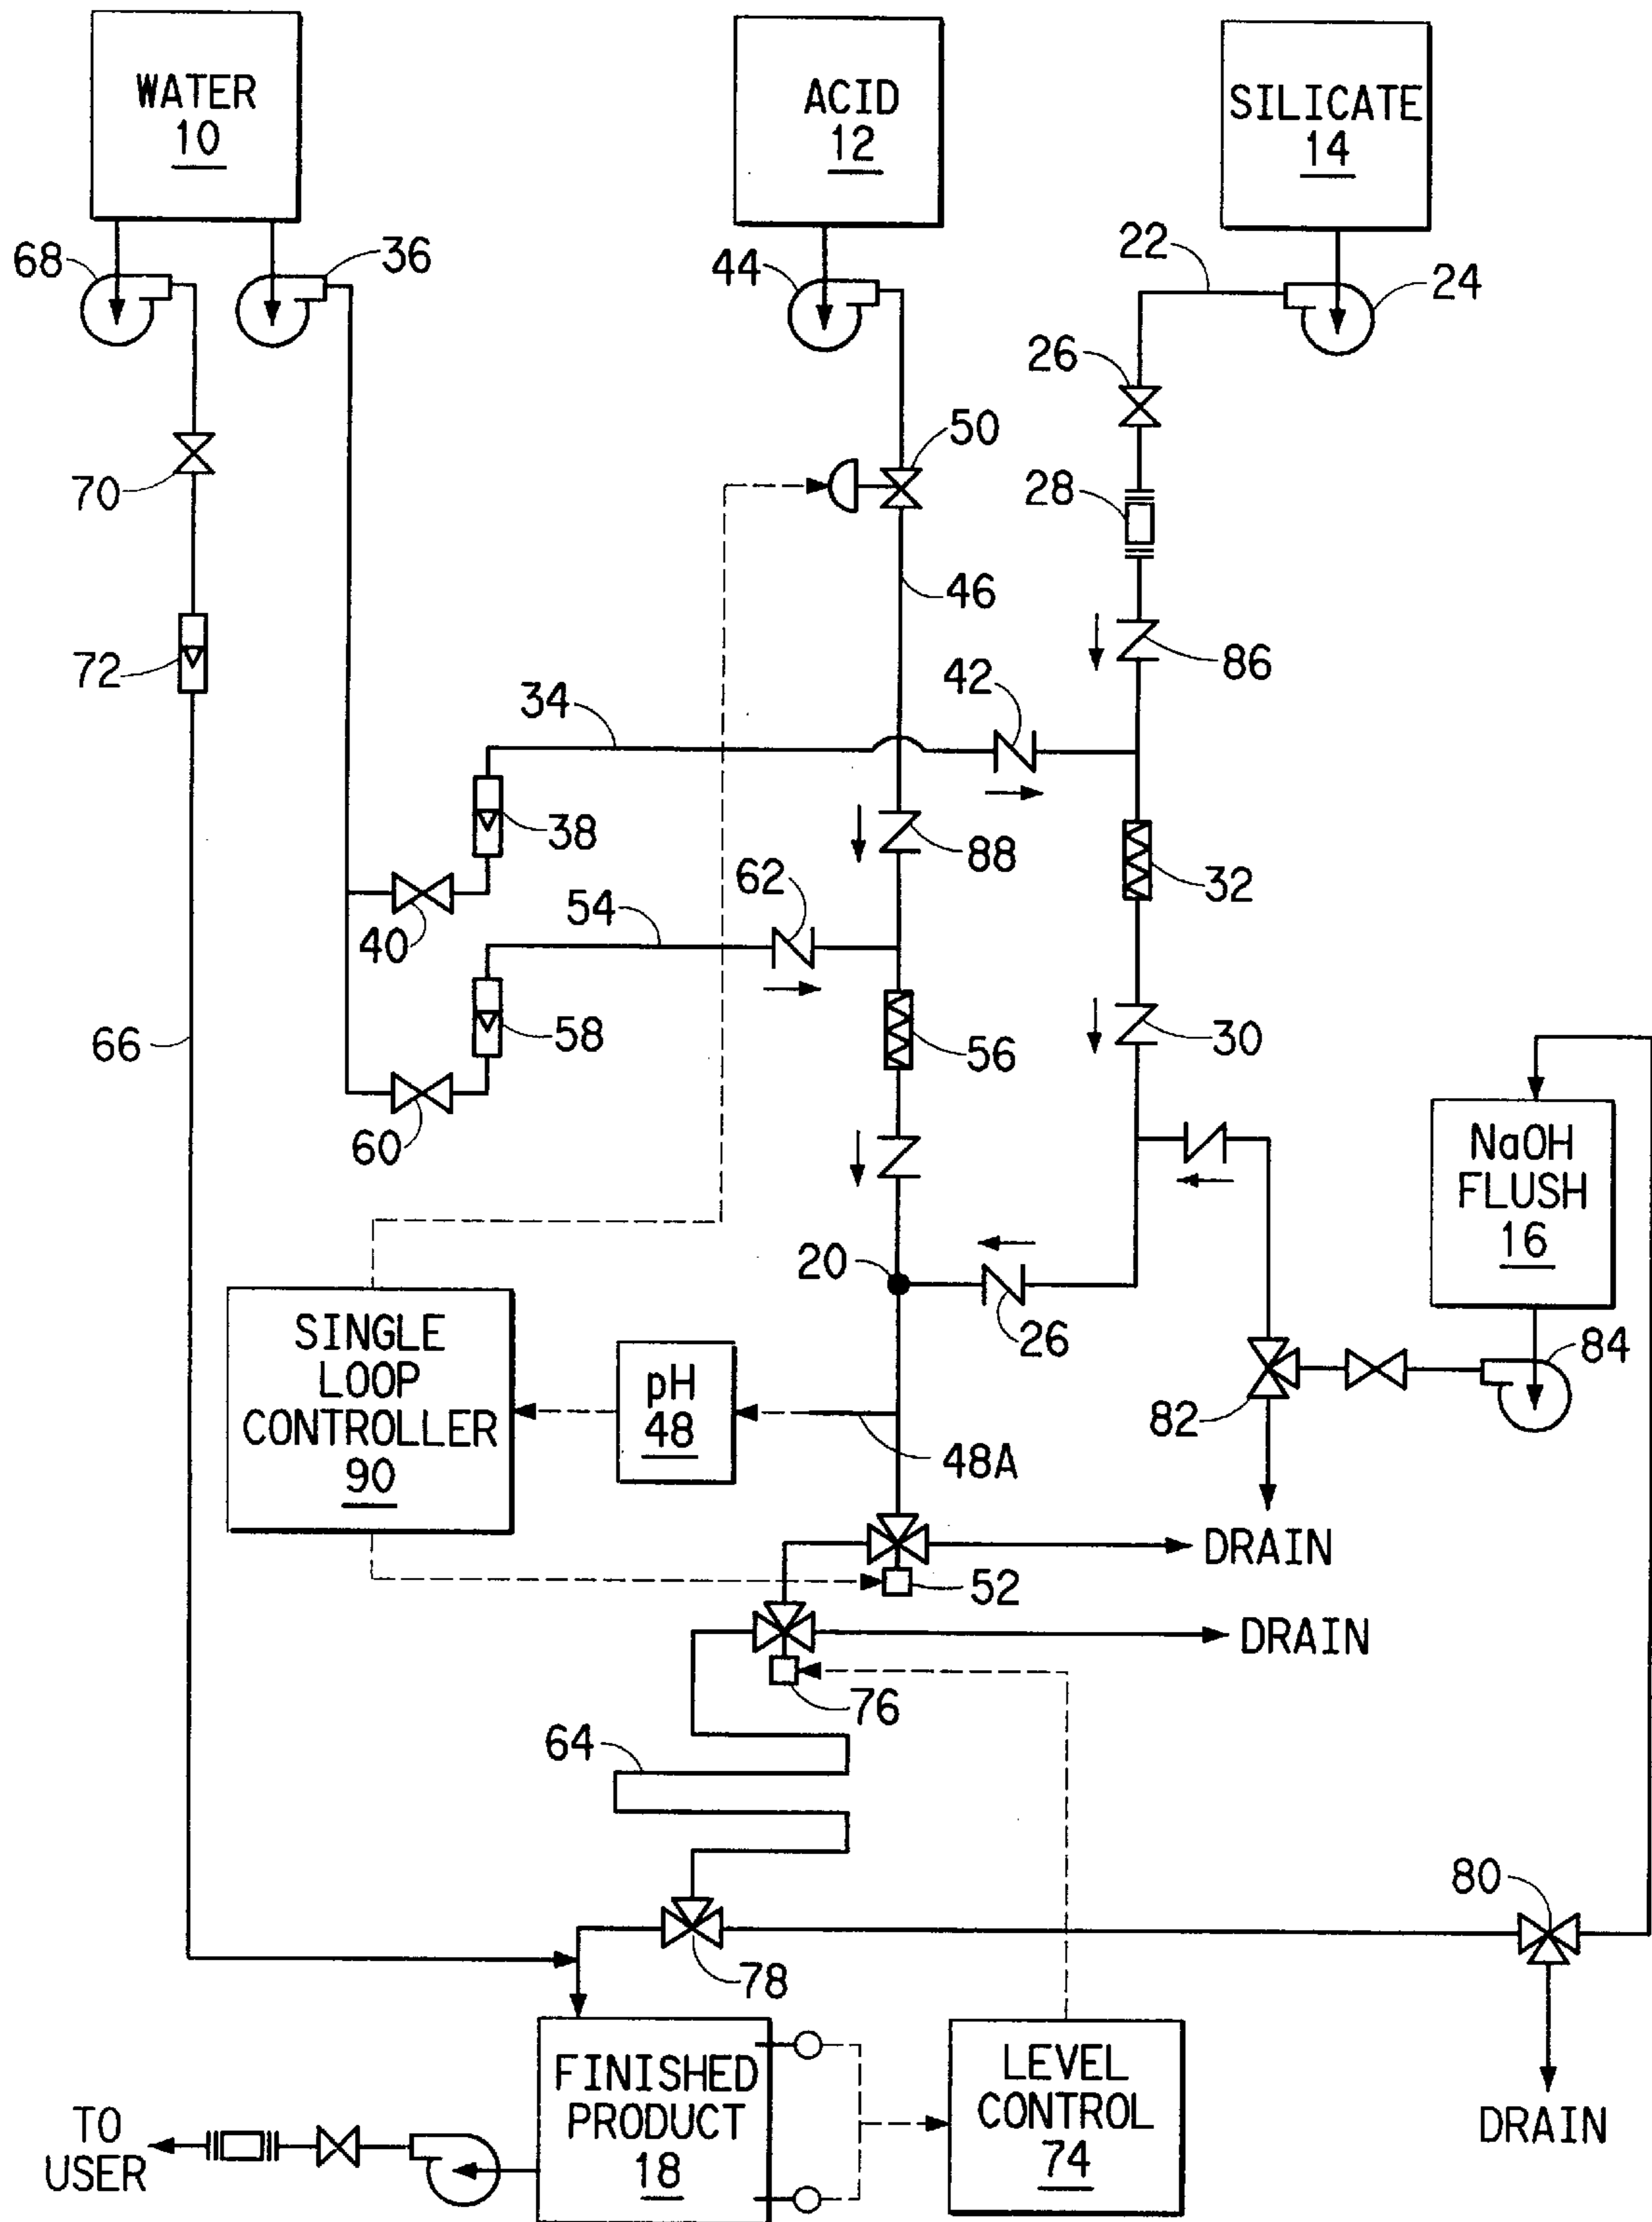 WATER
10
ACID
12
SILICATE
14
68
36
44
22
24
26
50
70
28
46
72
86
34
42
38
88
62
32
40
54
66
58
56
30
60
NaOH
FLUSH
16
20
26
SINGLE
LOOP
CONTROLLER
90
pH
48
84
82
48A
DRAIN
52
DRAIN
76
64
80
78
FINISHED
PRODUCT
18
LEVEL
CONTROL
74
DRAIN
TO
USER